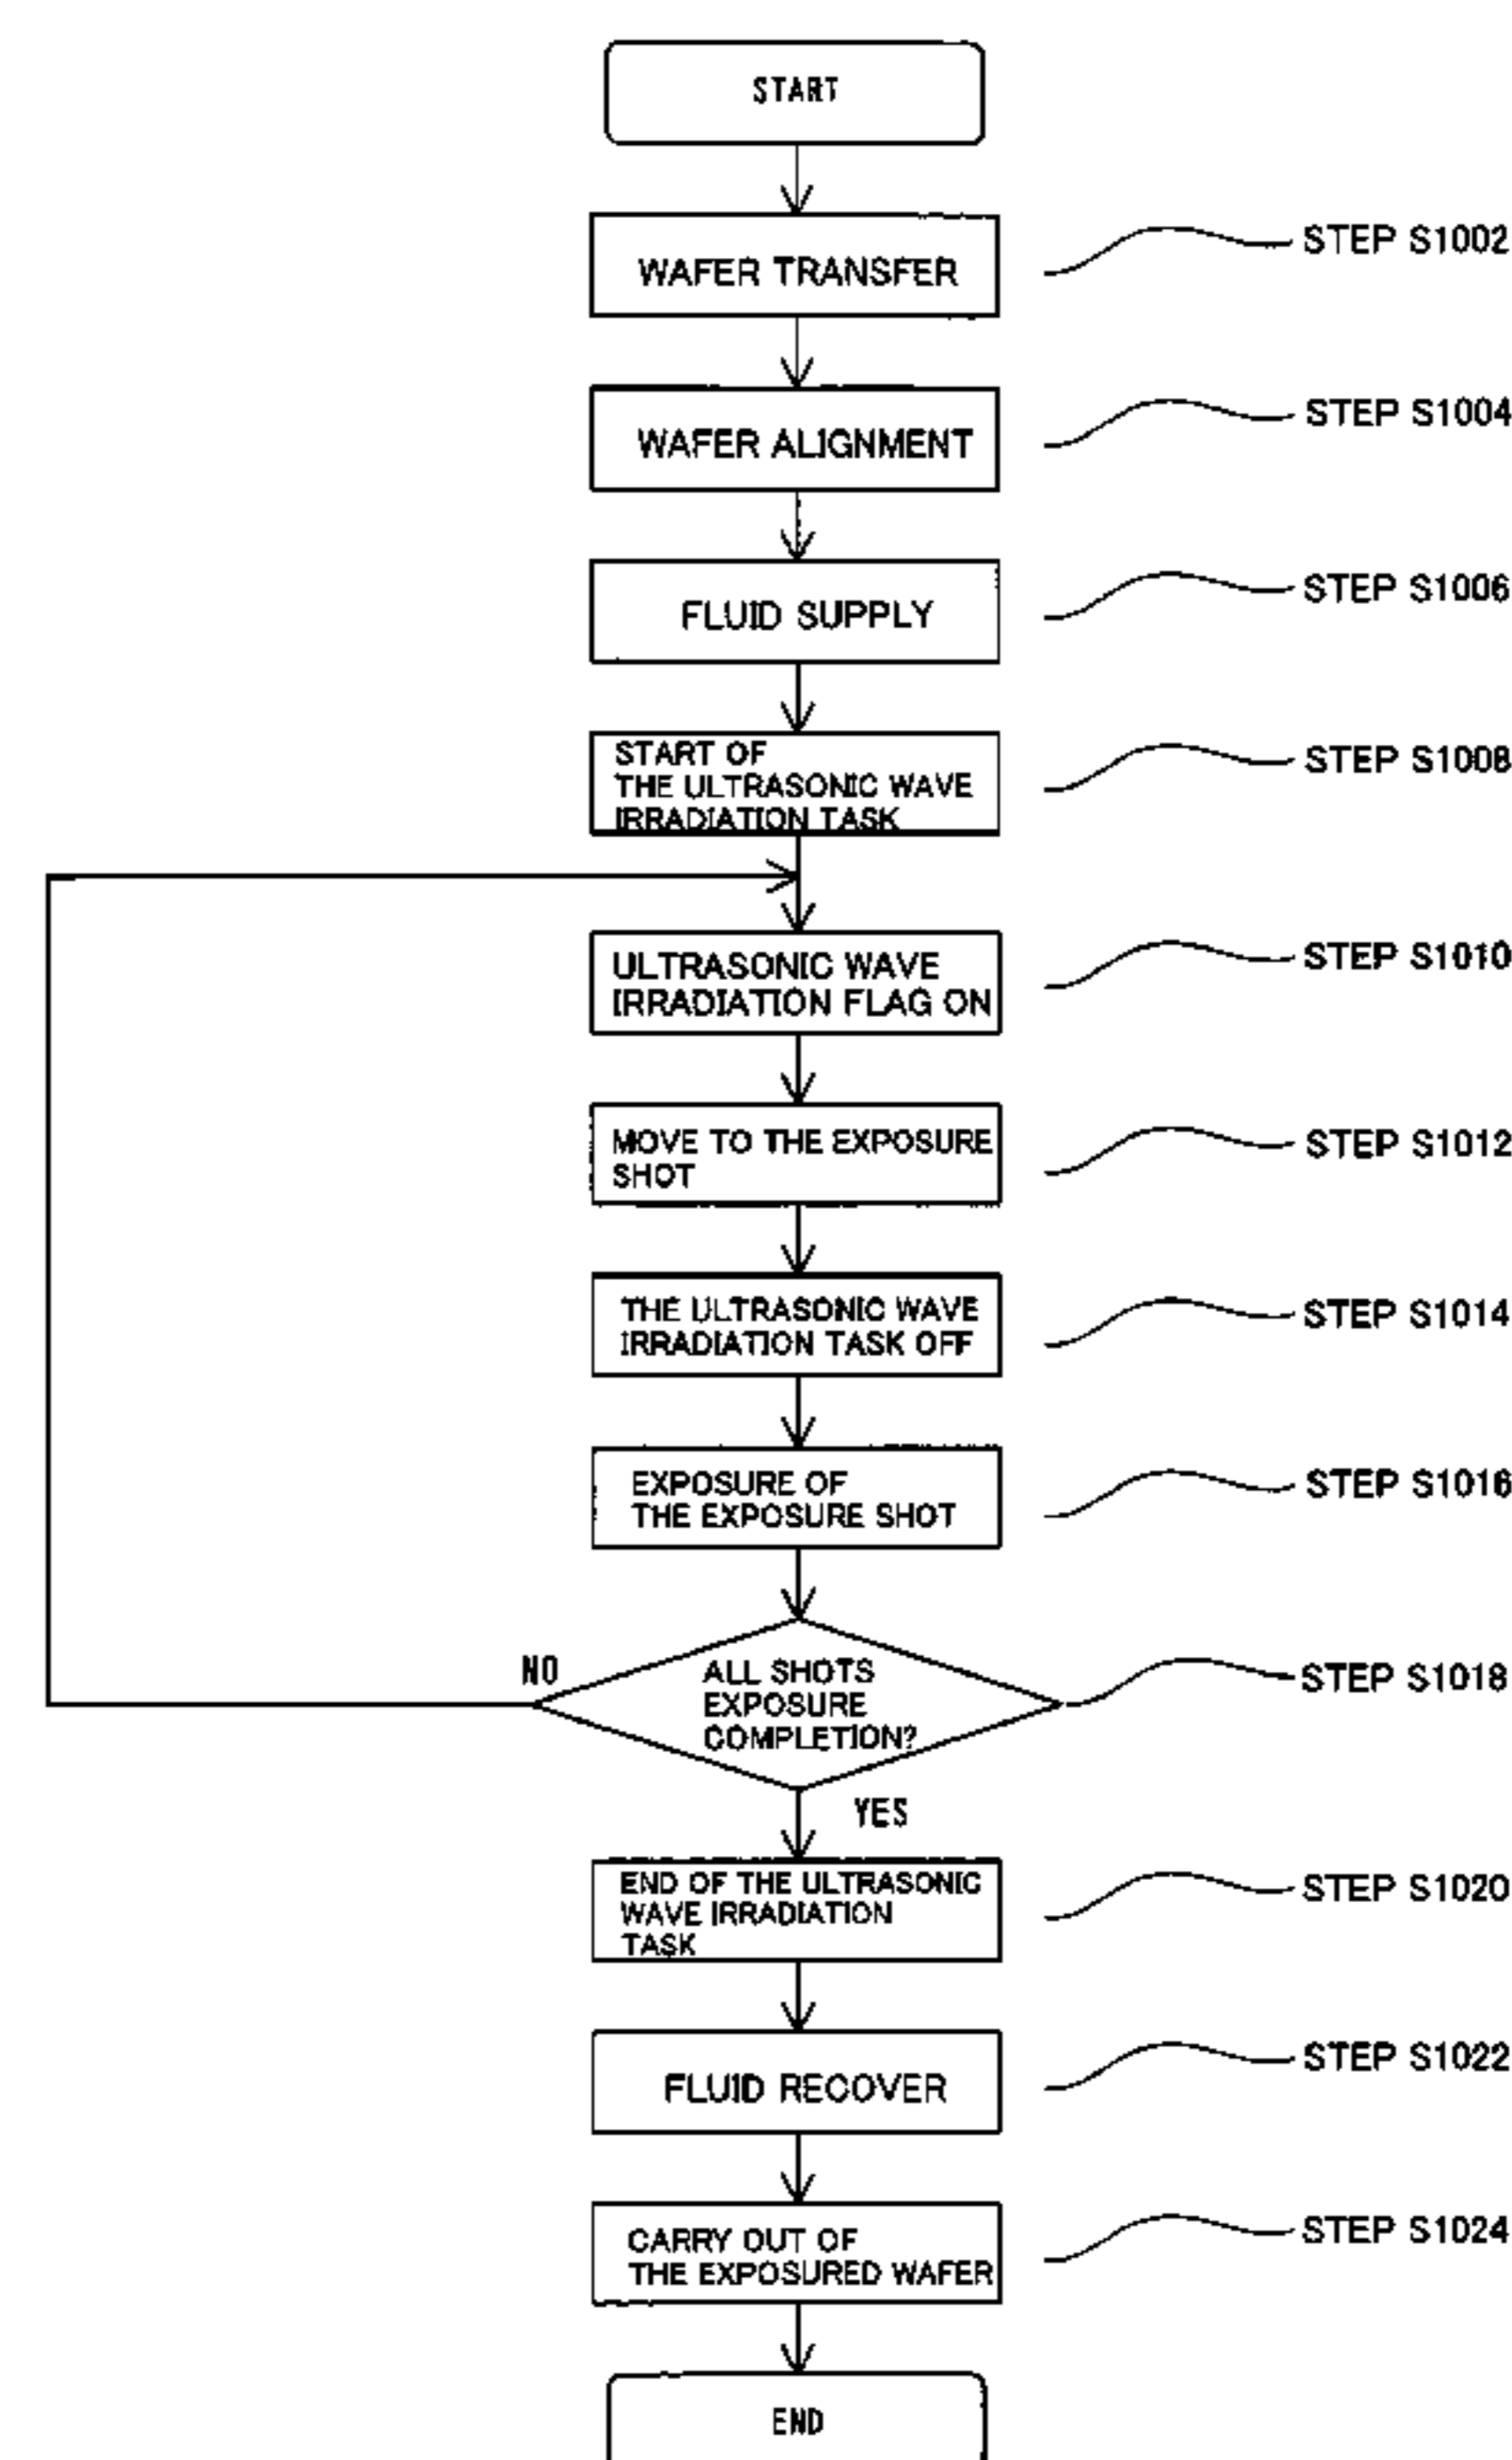 START
WAFER TRANSFER
STEP S1002
WAFER ALIGNMENT
STEP S1004
FLUID SUPPLY
STEP S1006
START OF
THE ULTRASONIC WAVE
IRRADIATION TASK
STEP S1008
ULTRASONIC WAVE
IRRADIATION FLAG ON
STEP S1010
MOVE TO THE EXPOSURE
SHOT
STEP S1012
THE ULTRASONIC WAVE
IRRADIATION TASK OFF
STEP S1014
EXPOSURE OF
THE EXPOSURE SHOT
STEP S1016
NO
ALL SHOTS
EXPOSURE
COMPLETION?
STEP S1018
YES
END OF THE ULTRASONIC
WAVE IRRADIATION
TASK
STEP S1020
FLUID RECOVER
STEP S1022
CARRY OUT OF
THE EXPOSURED WAFER
STEP S1024
END